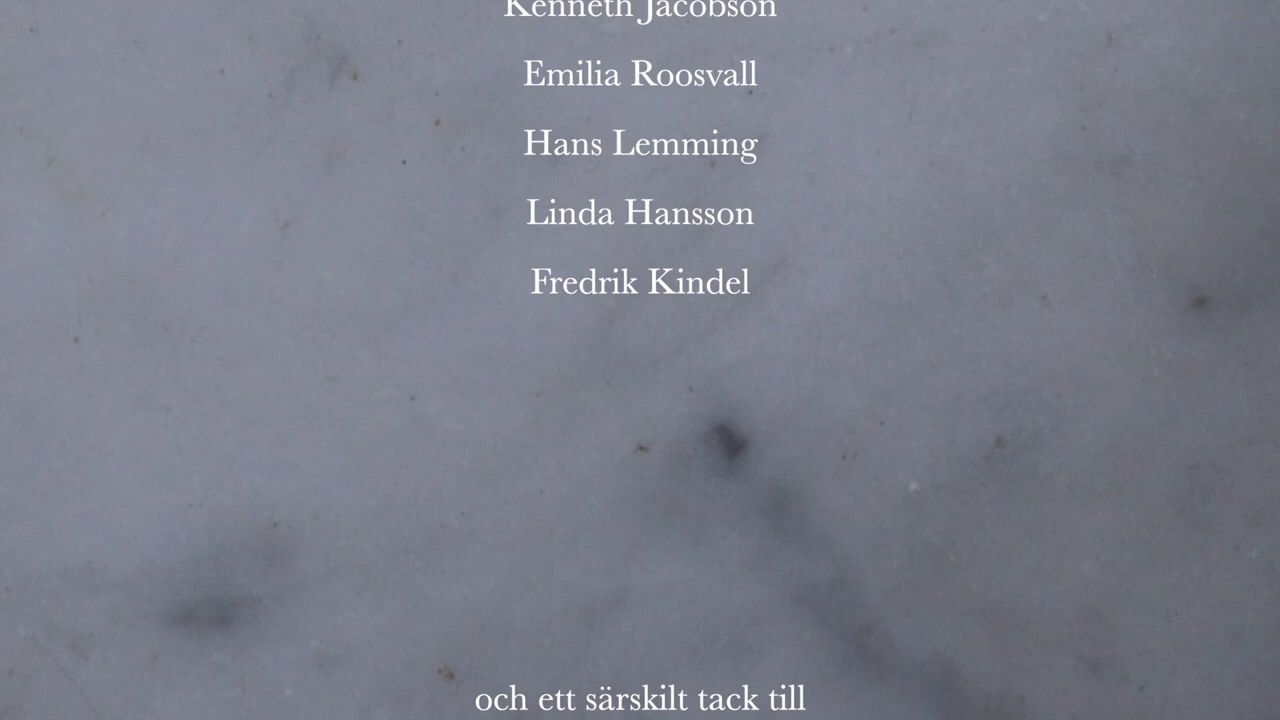 Kenneth Jacobson
Emilia Roosvall
Hans Lemming
Linda Hansson
Fredrik Kindel
och ett särskilt tack till